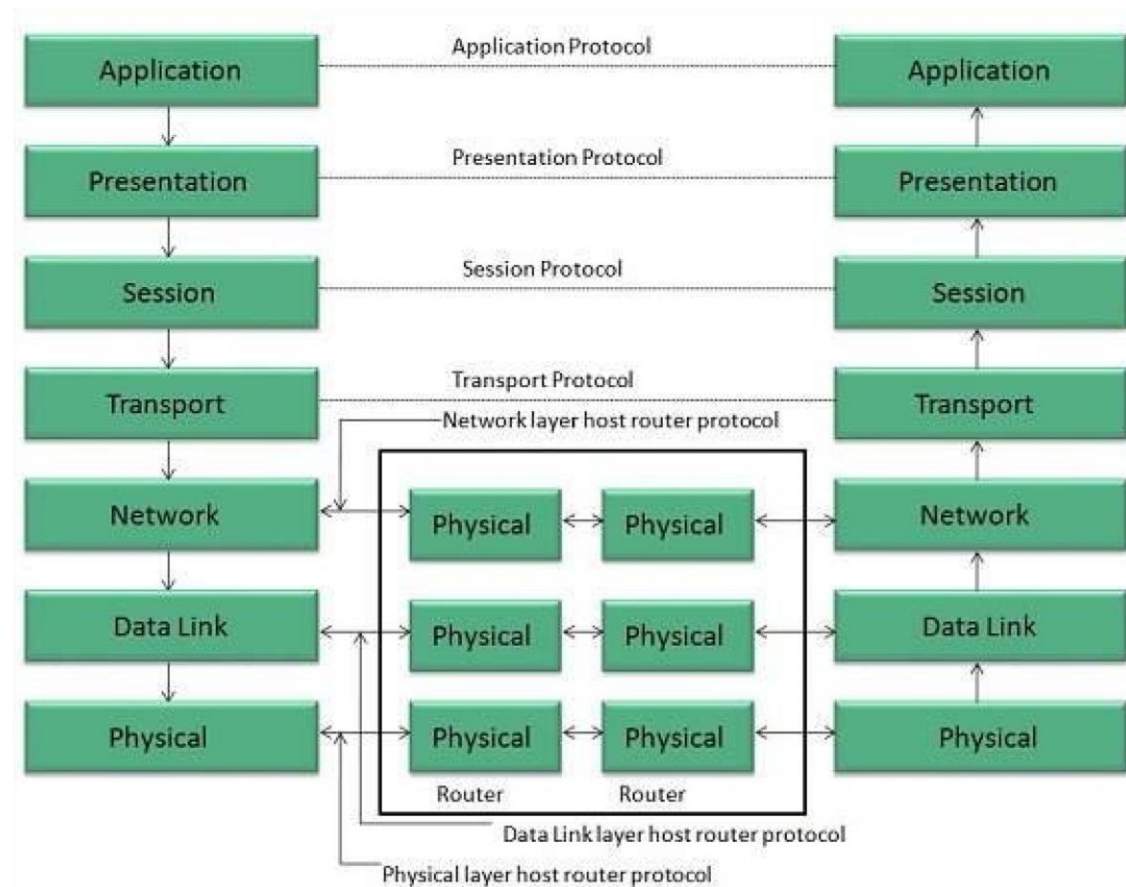 Application
Application Protocol
Application
Presentation
Presentation Protocol
Presentation
Session
Session Protocol
Session
Transport
Transport Protocol
Transport
Network layer host router protocol
Network
Physical
Physical
Network
Data Link
Physical
Physical
Data Link
Physical
Physical
Physical
Physical
Router
Router
Data Link layer host router protocol
Physical layer host router protocol